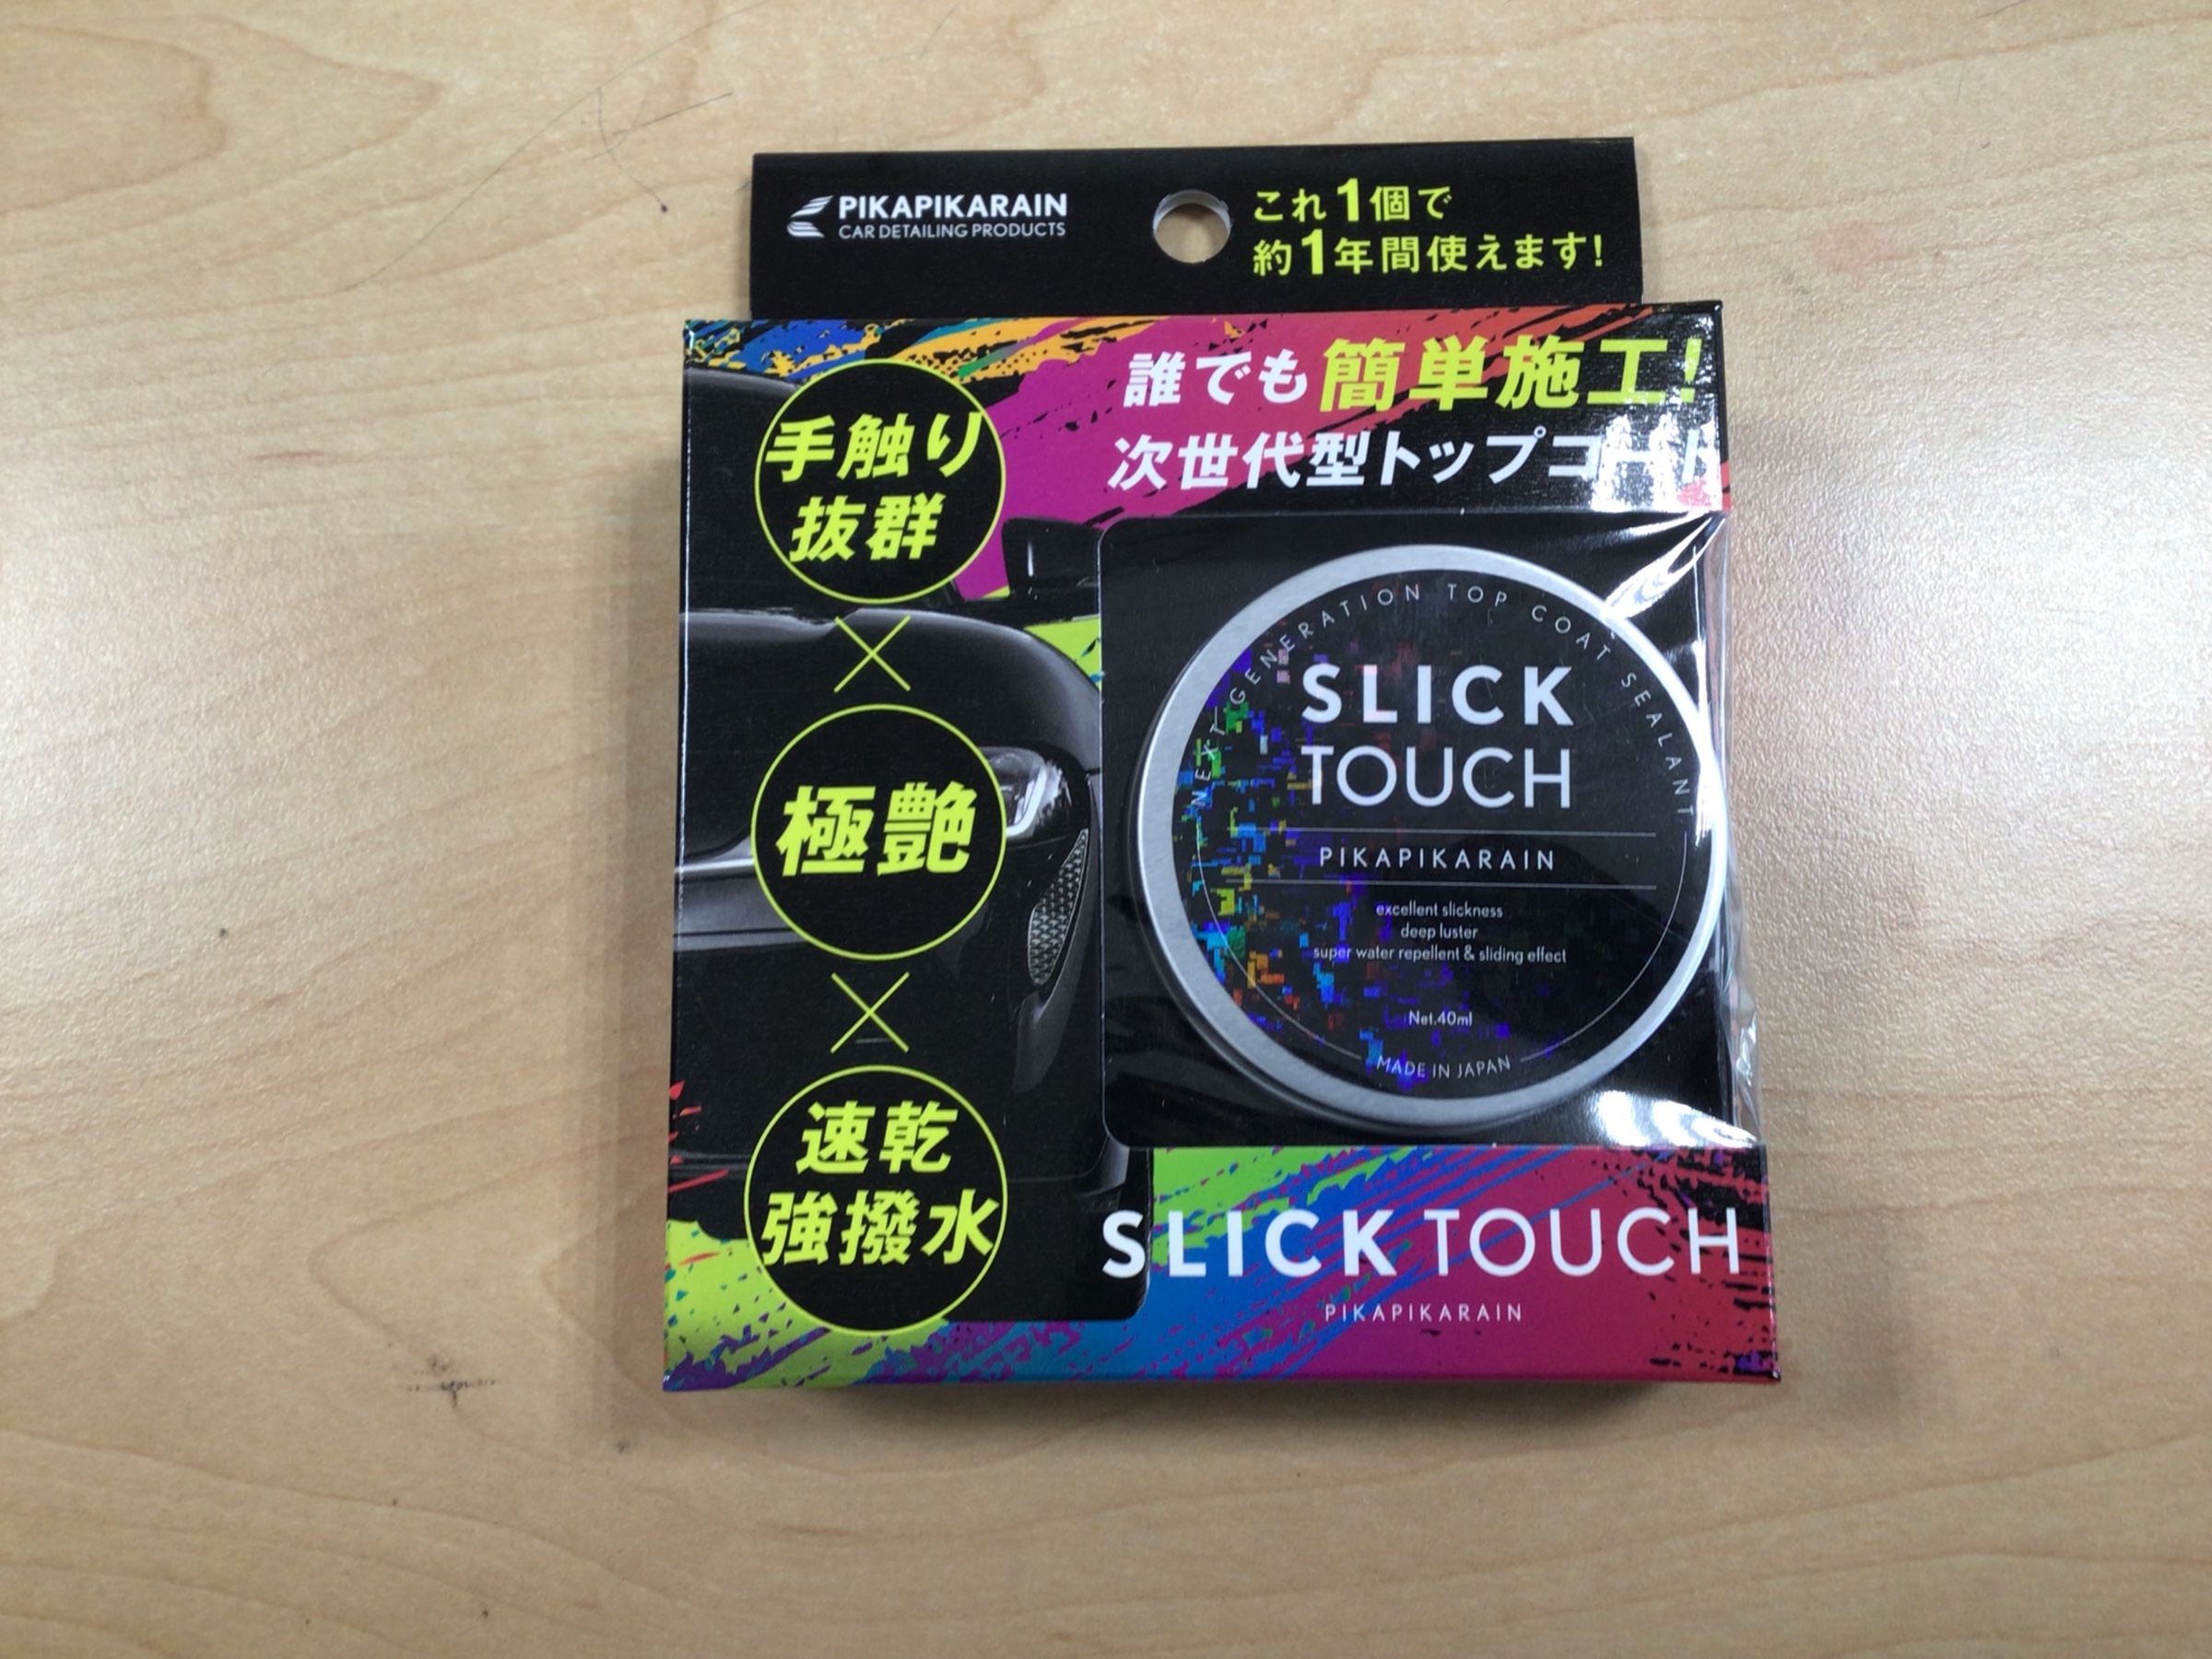 PIKAPIKARAIN
CAR DETAILING PRODUCTS
これ1個で
約1年間使えます!
誰でも簡単施工!
次世代型トップコート
手触り
抜群
×
極艶
×
速乾
強撥水
NEXT GENERATION TOP COAT SEALANT
SLICK
TOUCH
PIKAPIKARAIN
excellent slickness
deep luster
super water repellent & sliding effect
Net.40ml
MADE IN JAPAN
SLICK TOUCH
PIKAPIKARAIN